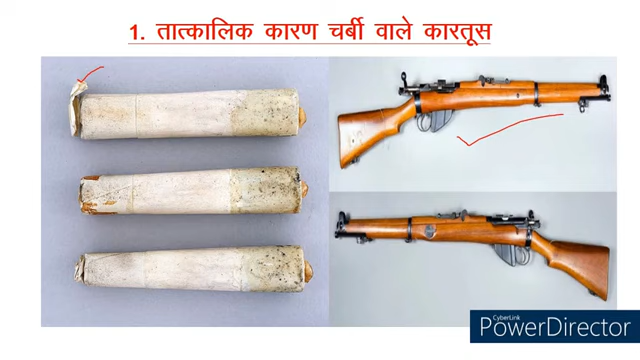 1. तात्कालिक कारण चर्बी वाले कारतूस
CyberLink
PowerDirector